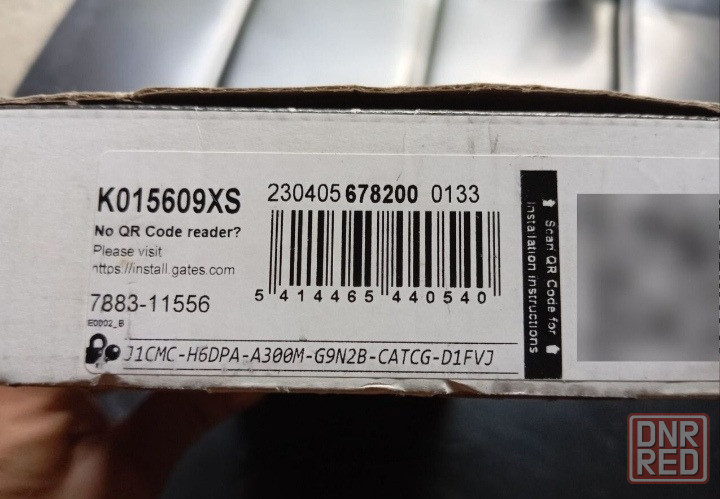 K015609XS
230405 678200 0133
No QR Code reader?
Please visit
https://install.gates.com
5 414465 440540
7883-11556
E0002_B
J1CMC-H6DPA-A300M-G9N2B-CATCG-D1FVJ
Scan QR Code for
installation instructions
DNR
RED